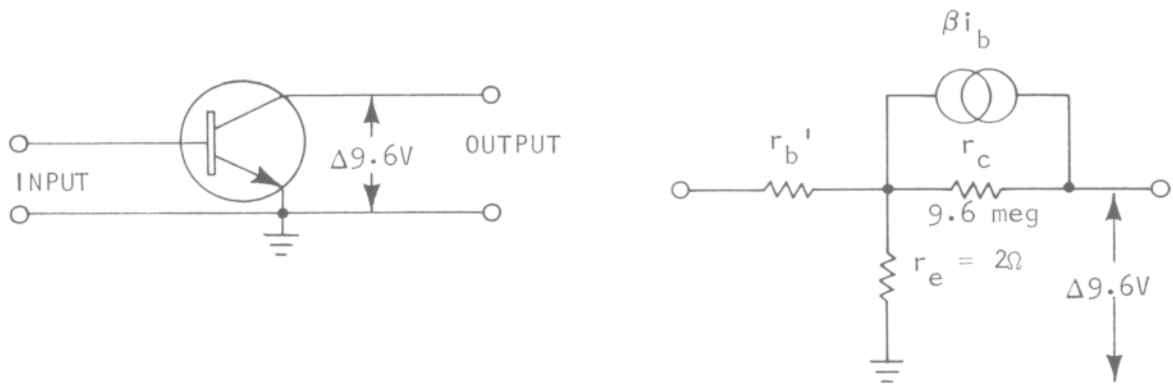 INPUT
Δ9.6V
OUTPUT
βi_b
r_b'
r_c
9.6 meg
r_e = 2Ω
Δ9.6V